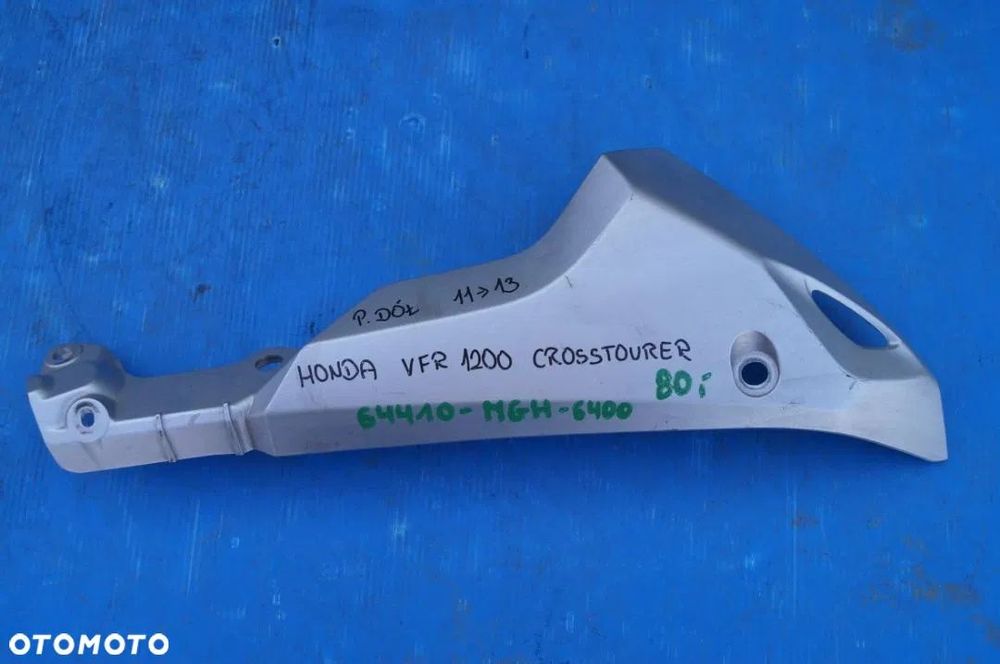 P. DÓŁ 11>13
HONDA VFR 1200 CROSSTOURER
64410-MGH-6400 80;
OTOMOTO